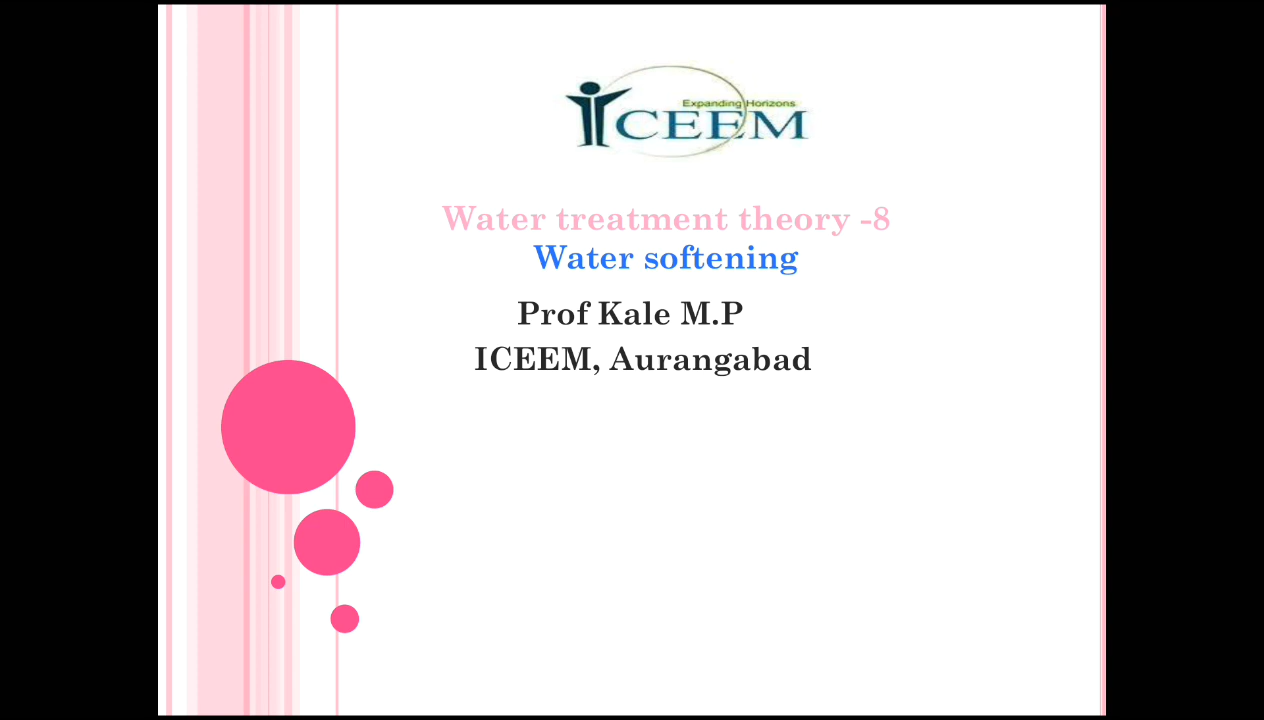 Expanding Horizons
ICEEM
Water treatment theory -8
Water softening
Prof Kale M.P
ICEEM, Aurangabad